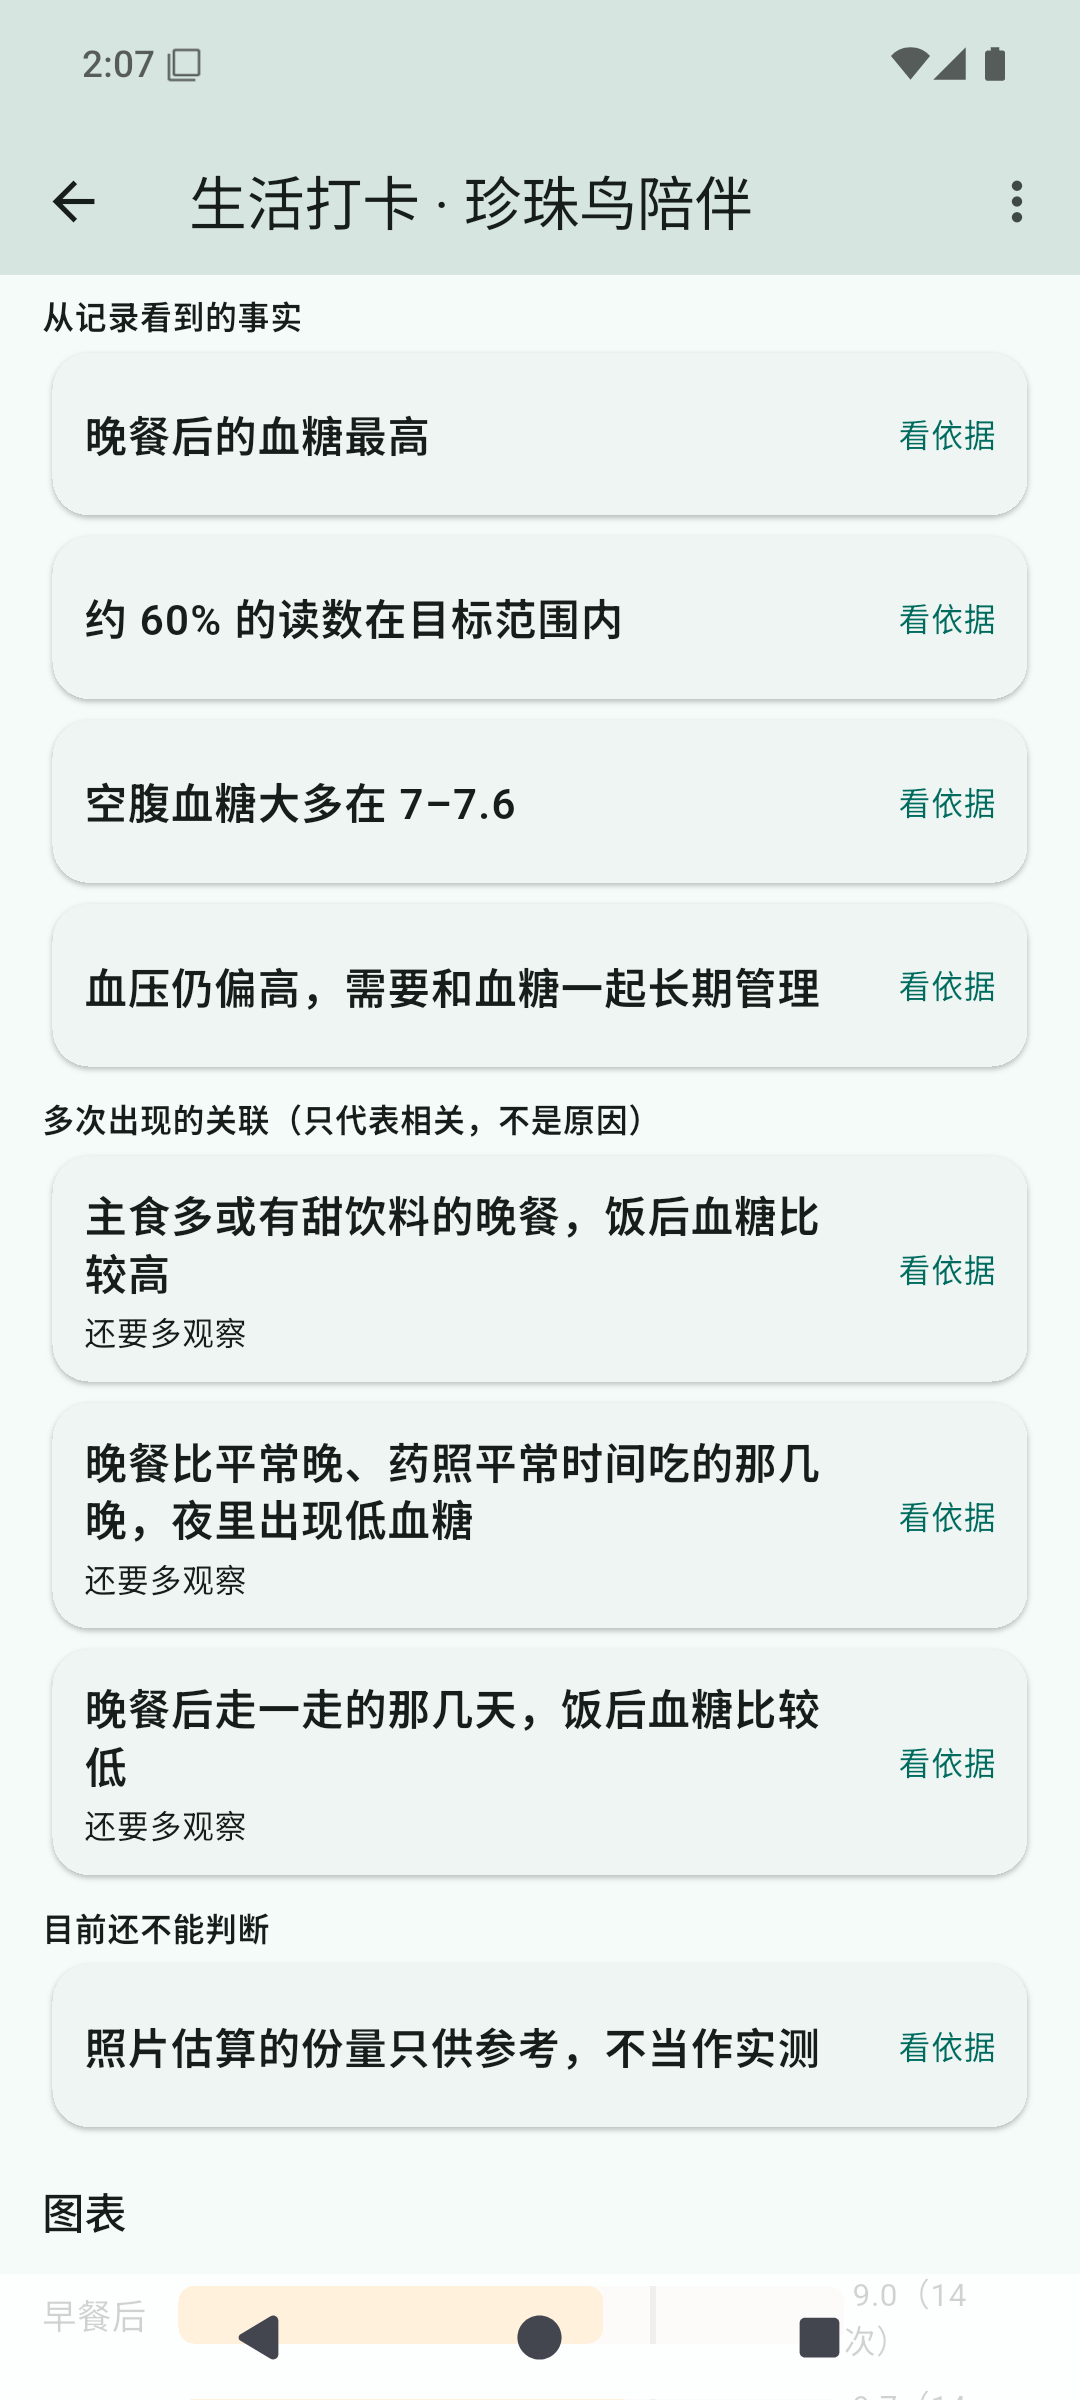 2:07
生活打卡 · 珍珠鸟陪伴
从记录看到的事实
晚餐后的血糖最高
看依据
约 60% 的读数在目标范围内
看依据
空腹血糖大多在 7–7.6
看依据
血压仍偏高，需要和血糖一起长期管理
看依据
多次出现的关联（只代表相关，不是原因）
主食多或有甜饮料的晚餐，饭后血糖比
较高
还要多观察
看依据
晚餐比平常晚、药照平常时间吃的那几
晚，夜里出现低血糖
还要多观察
看依据
晚餐后走一走的那几天，饭后血糖比较
低
还要多观察
看依据
目前还不能判断
照片估算的份量只供参考，不当作实测
看依据
图表
早餐后
9.0（14
次）